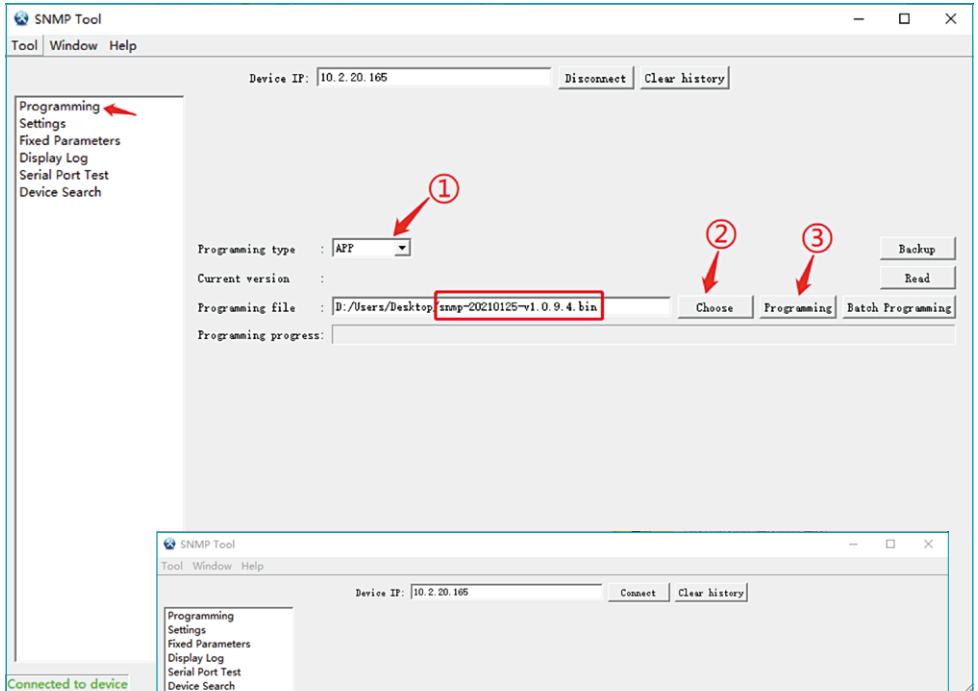 SNMP Tool
Tool Window Help
Device IP: 10.2.20.165 Disconnect Clear history
Programming
Settings
Fixed Parameters
Display Log
Serial Port Test
Device Search
①
② ③
Programming type : APP Backup
Current version : Read
Programming file : D:/Users/Desktop/snmp-20210125-v1.0.9.4.bin Choose Programming Batch Programming
Programming progress:
SNMP Tool
Tool Window Help
Device IP: 10.2.20.165 Connect Clear history
Programming
Settings
Fixed Parameters
Display Log
Serial Port Test
Device Search
Connected to device